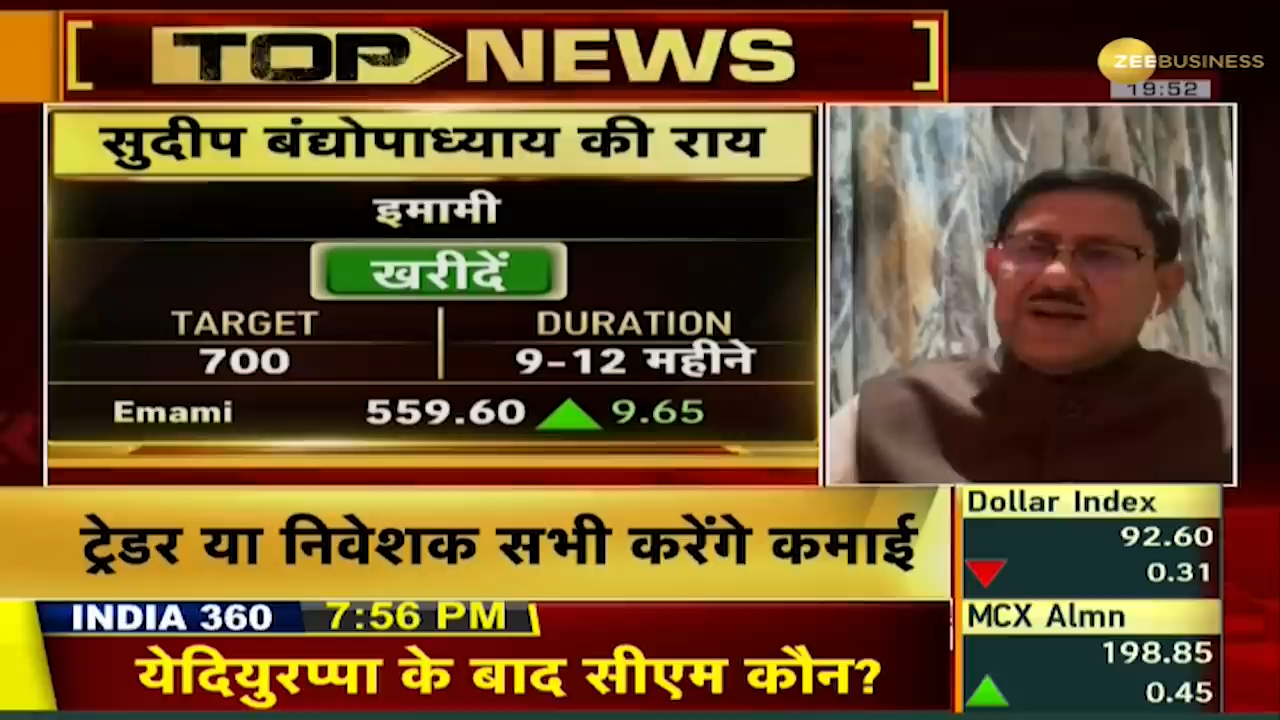 TOP NEWS
ZEE BUSINESS
19:52
सुदीप बंद्योपाध्याय की राय
इमामी
खरीदें
TARGET
DURATION
700
9-12 महीने
Emami 559.60 9.65
ट्रेडर या निवेशक सभी करेंगे कमाई
Dollar Index
92.60
0.31
INDIA 360 7:56 PM
येदियुरप्पा के बाद सीएम कौन?
MCX Almn
198.85
0.45